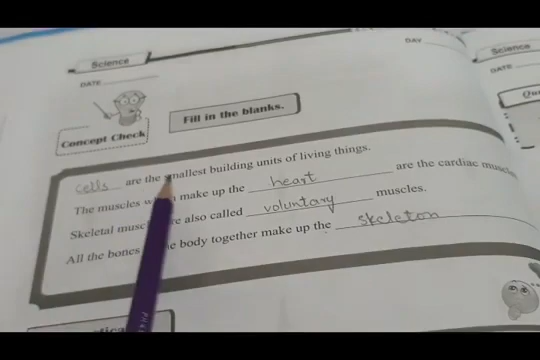 Science
DATE
DAY
Science
DATE
Concept Check
Fill in the blanks.
cells are the smallest building units of living things.
The muscles make up the heart are the cardiac
Skeletal also called voluntary muscles.
All the bones body together make up the skeleton